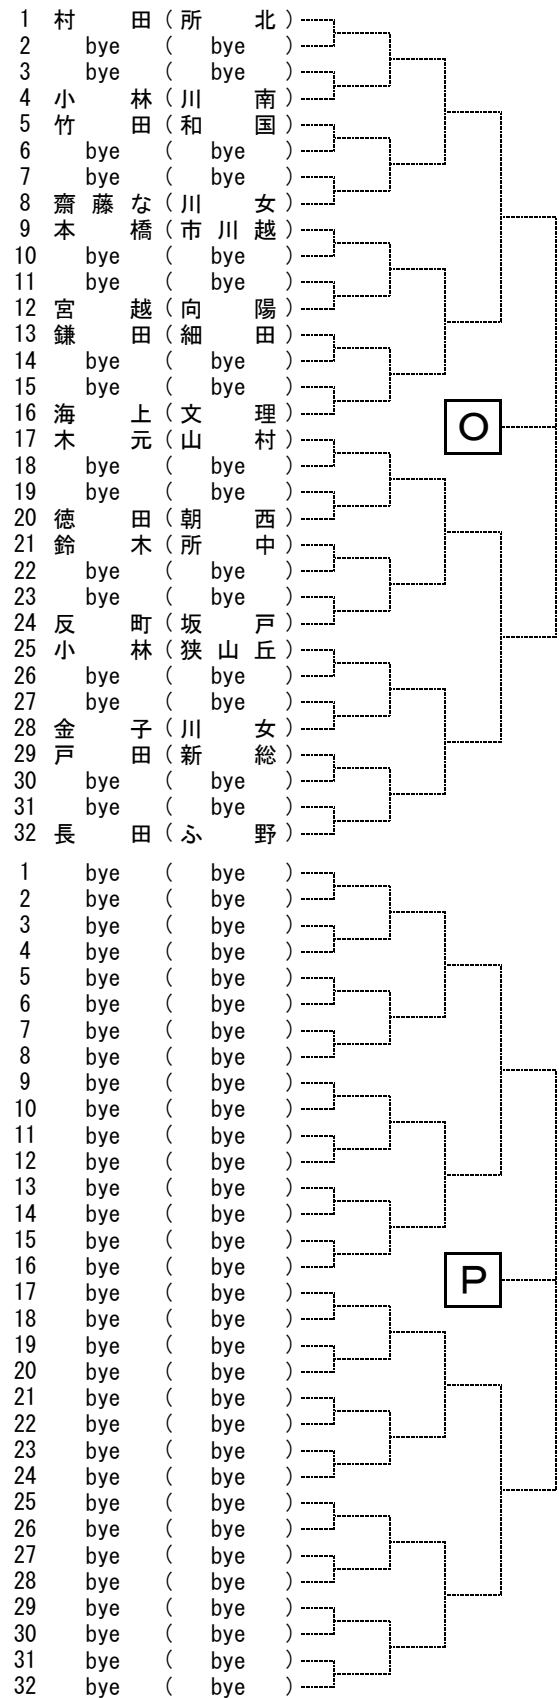 1 村 田 ( 所 北 )
2 bye ( bye )
3 bye ( bye )
4 小 林 ( 川 南 )
5 竹 田 ( 和 国 )
6 bye ( bye )
7 bye ( bye )
8 齋 藤 な ( 川 女 )
9 本 橋 ( 市 川 越 )
10 bye ( bye )
11 bye ( bye )
12 宮 越 ( 向 陽 )
13 鎌 田 ( 細 田 )
14 bye ( bye )
15 bye ( bye )
16 海 上 ( 文 理 )
O
17 木 元 ( 山 村 )
18 bye ( bye )
19 bye ( bye )
20 徳 田 ( 朝 西 )
21 鈴 木 ( 所 中 )
22 bye ( bye )
23 bye ( bye )
24 反 町 ( 坂 戸 )
25 小 林 ( 狭 山 丘 )
26 bye ( bye )
27 bye ( bye )
28 金 子 ( 川 女 )
29 戸 田 ( 新 総 )
30 bye ( bye )
31 bye ( bye )
32 長 田 ( ふ 野 )
1 bye ( bye )
2 bye ( bye )
3 bye ( bye )
4 bye ( bye )
5 bye ( bye )
6 bye ( bye )
7 bye ( bye )
8 bye ( bye )
9 bye ( bye )
10 bye ( bye )
11 bye ( bye )
12 bye ( bye )
13 bye ( bye )
14 bye ( bye )
15 bye ( bye )
16 bye ( bye )
P
17 bye ( bye )
18 bye ( bye )
19 bye ( bye )
20 bye ( bye )
21 bye ( bye )
22 bye ( bye )
23 bye ( bye )
24 bye ( bye )
25 bye ( bye )
26 bye ( bye )
27 bye ( bye )
28 bye ( bye )
29 bye ( bye )
30 bye ( bye )
31 bye ( bye )
32 bye ( bye )